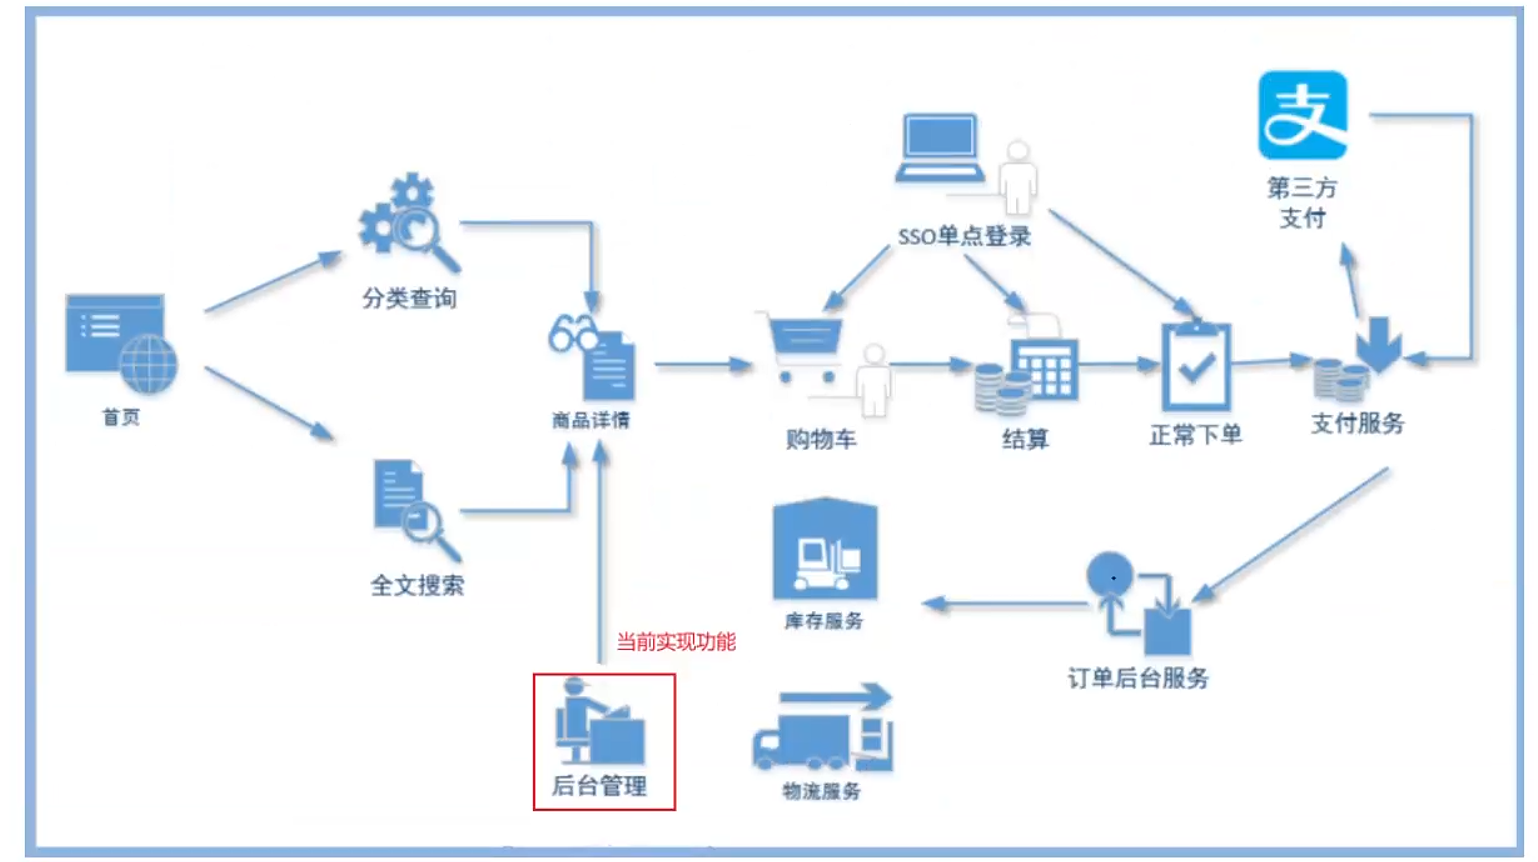 支
第三方
支付
SSO单点登录
分类查询
首页
商品详情
购物车
结算
正常下单
支付服务
全文搜索
库存服务
当前实现功能
订单后台服务
后台管理
物流服务